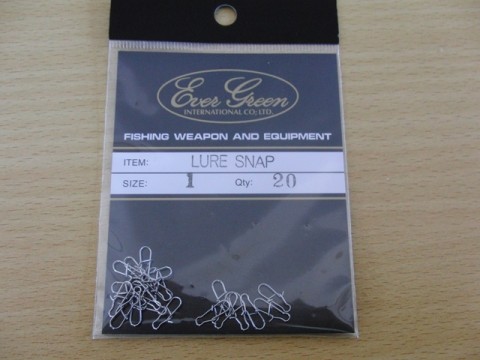 Ever Green
INTERNATIONAL CO; LTD.
FISHING WEAPON AND EQUIPMENT
ITEM: LURE SNAP
SIZE: 1 Qty: 20